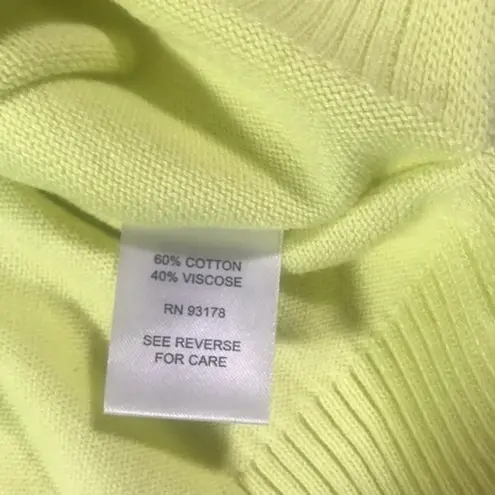 60% COTTON
40% VISCOSE
RN 93178
SEE REVERSE
FOR CARE